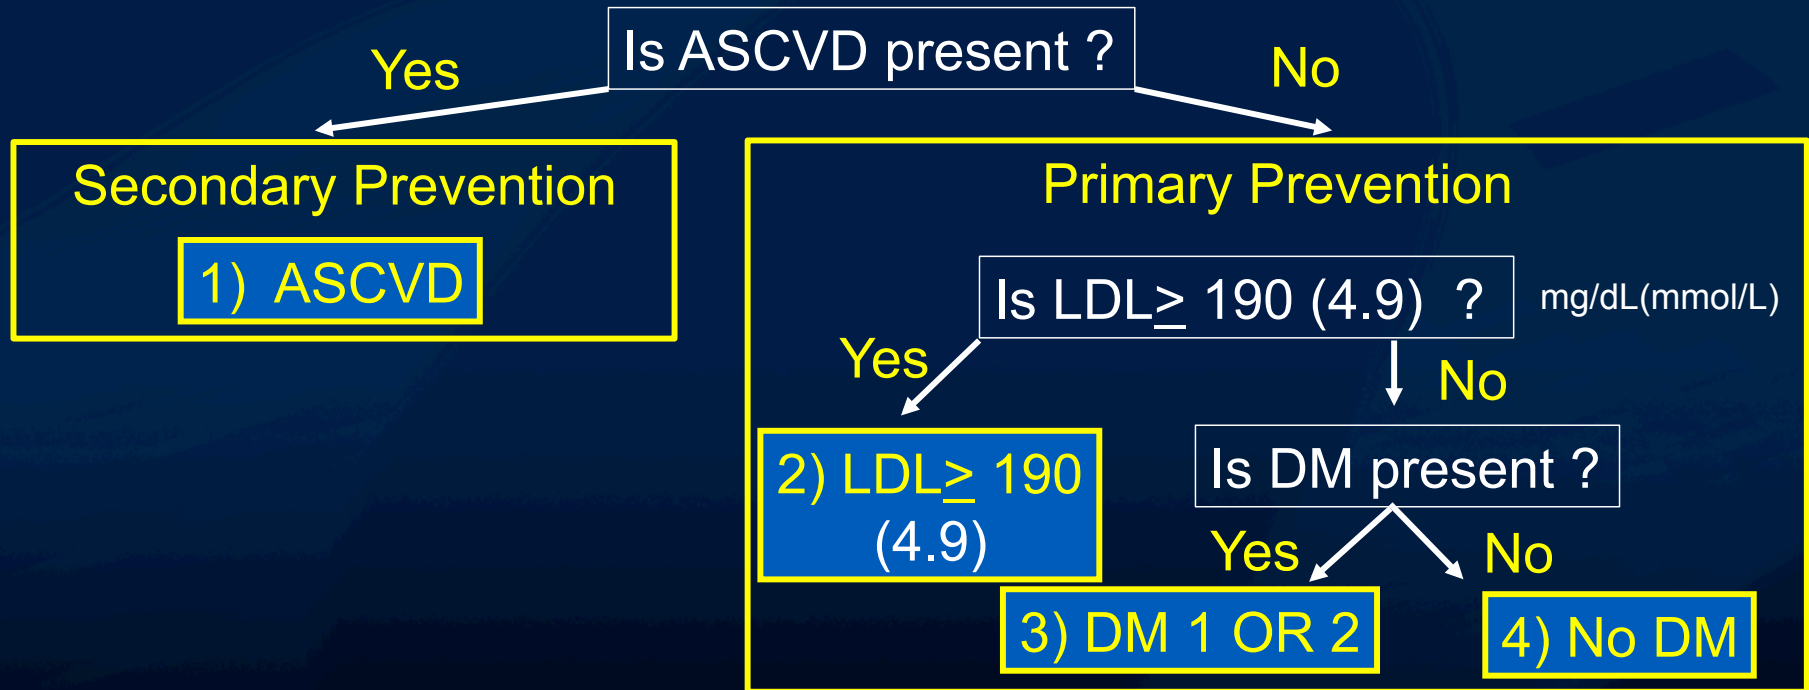 Is ASCVD present ?
Yes
No
Secondary Prevention
1) ASCVD
Primary Prevention
Is LDL≥ 190 (4.9) ?
mg/dL(mmol/L)
Yes
No
2) LDL≥ 190
(4.9)
Is DM present ?
Yes
No
3) DM 1 OR 2
4) No DM